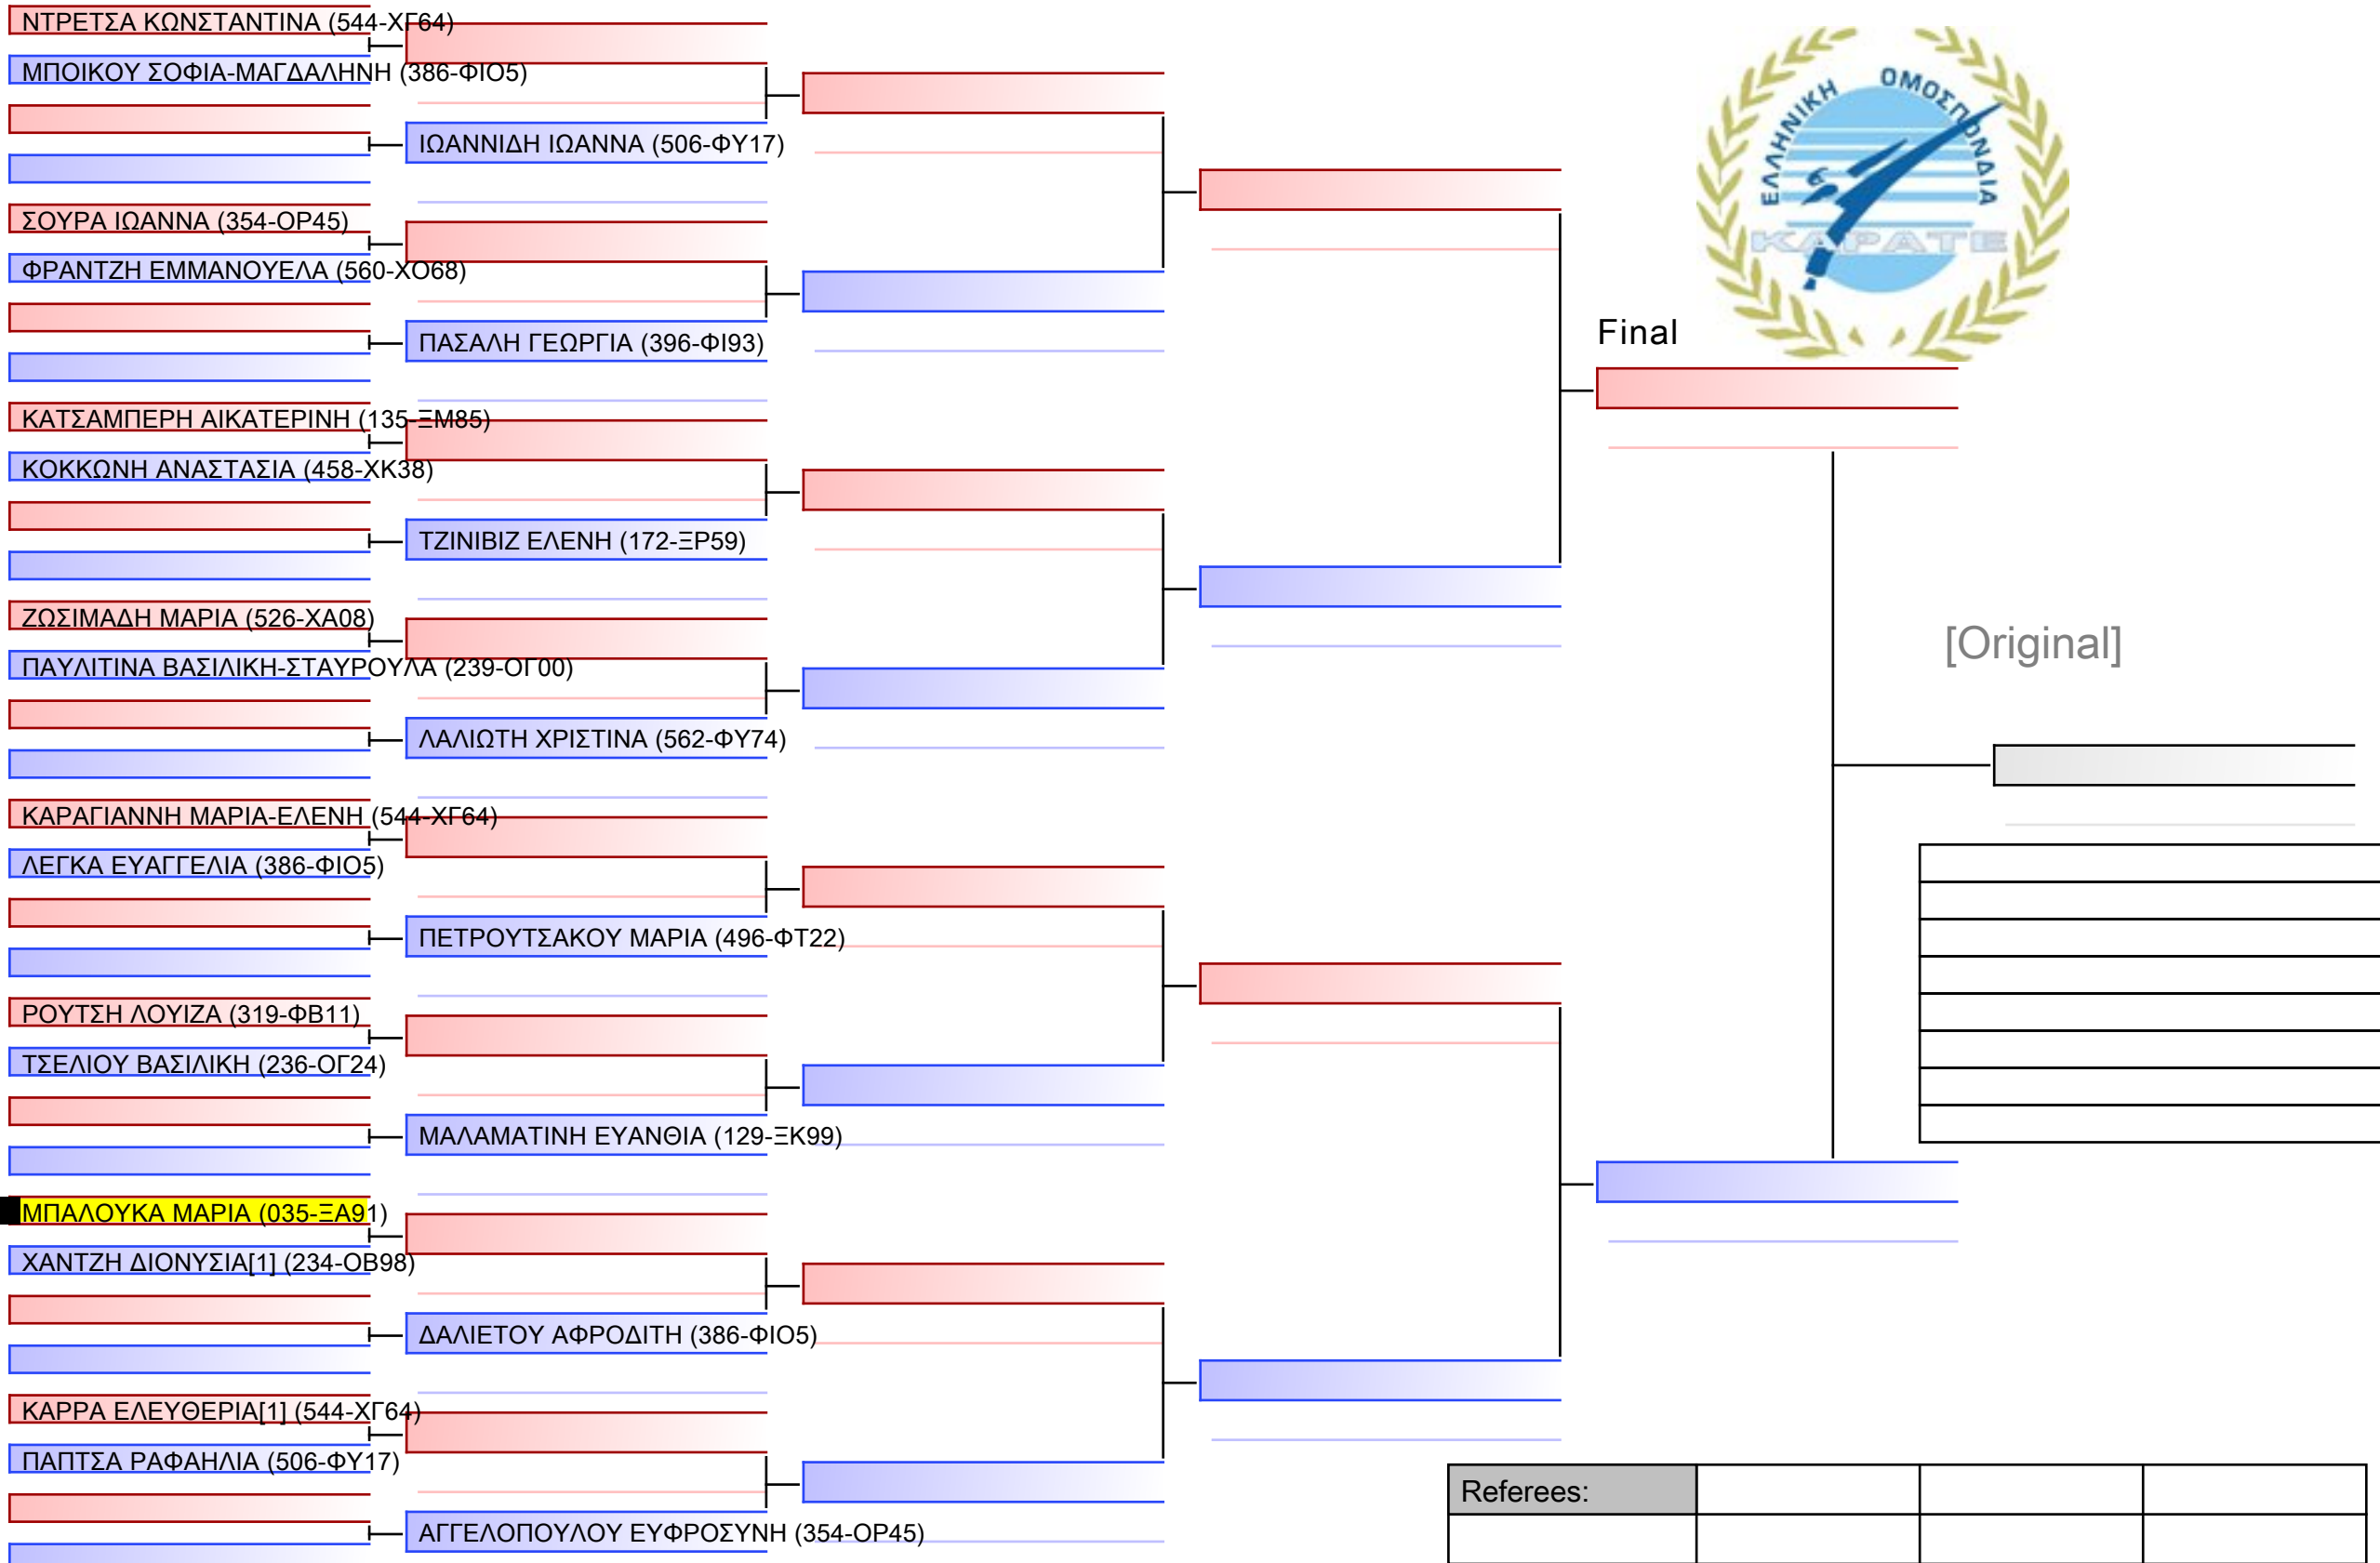 ΝΤΡΕΤΣΑ ΚΩΝΣΤΑΝΤΙΝΑ (544-ΧΓ64)
ΜΠΟΙΚΟΥ ΣΟΦΙΑ-ΜΑΓΔΑΛΗΝΗ (386-ΦΙΟ5)
ΙΩΑΝΝΙΔΗ ΙΩΑΝΝΑ (506-ΦΥ17)
ΣΟΥΡΑ ΙΩΑΝΝΑ (354-ΟΡ45)
ΦΡΑΝΤΖΗ ΕΜΜΑΝΟΥΕΛΑ (560-ΧΟ68)
ΠΑΣΑΛΗ ΓΕΩΡΓΙΑ (396-ΦΙ93)
ΚΑΤΣΑΜΠΕΡΗ ΑΙΚΑΤΕΡΙΝΗ (135-ΞΜ85)
ΚΟΚΚΩΝΗ ΑΝΑΣΤΑΣΙΑ (458-ΧΚ38)
ΤΖΙΝΙΒΙΖ ΕΛΕΝΗ (172-ΞΡ59)
ΖΩΣΙΜΑΔΗ ΜΑΡΙΑ (526-ΧΑ08)
ΠΑΥΛΙΤΙΝΑ ΒΑΣΙΛΙΚΗ-ΣΤΑΥΡΟΥΛΑ (239-ΟΓ00)
ΛΑΛΙΩΤΗ ΧΡΙΣΤΙΝΑ (562-ΦΥ74)
ΚΑΡΑΓΙΑΝΝΗ ΜΑΡΙΑ-ΕΛΕΝΗ (544-ΧΓ64)
ΛΕΓΚΑ ΕΥΑΓΓΕΛΙΑ (386-ΦΙΟ5)
ΠΕΤΡΟΥΤΣΑΚΟΥ ΜΑΡΙΑ (496-ΦΤ22)
ΡΟΥΤΣΗ ΛΟΥΙΖΑ (319-ΦΒ11)
ΤΣΕΛΙΟΥ ΒΑΣΙΛΙΚΗ (236-ΟΓ24)
ΜΑΛΑΜΑΤΙΝΗ ΕΥΑΝΘΙΑ (129-ΞΚ99)
ΜΠΑΛΟΥΚΑ ΜΑΡΙΑ (035-ΞΑ91)
ΧΑΝΤΖΗ ΔΙΟΝΥΣΙΑ[1] (234-ΟΒ98)
ΔΑΛΙΕΤΟΥ ΑΦΡΟΔΙΤΗ (386-ΦΙΟ5)
ΚΑΡΡΑ ΕΛΕΥΘΕΡΙΑ[1] (544-ΧΓ64)
ΠΑΠΤΣΑ ΡΑΦΑΗΛΙΑ (506-ΦΥ17)
ΑΓΓΕΛΟΠΟΥΛΟΥ ΕΥΦΡΟΣΥΝΗ (354-ΟΡ45)
ΕΛΛΗΝΙΚΗ ΟΜΟΣΠΟΝΔΙΑ
ΚΑΡΑΤΕ
Final
[Original]
Referees: